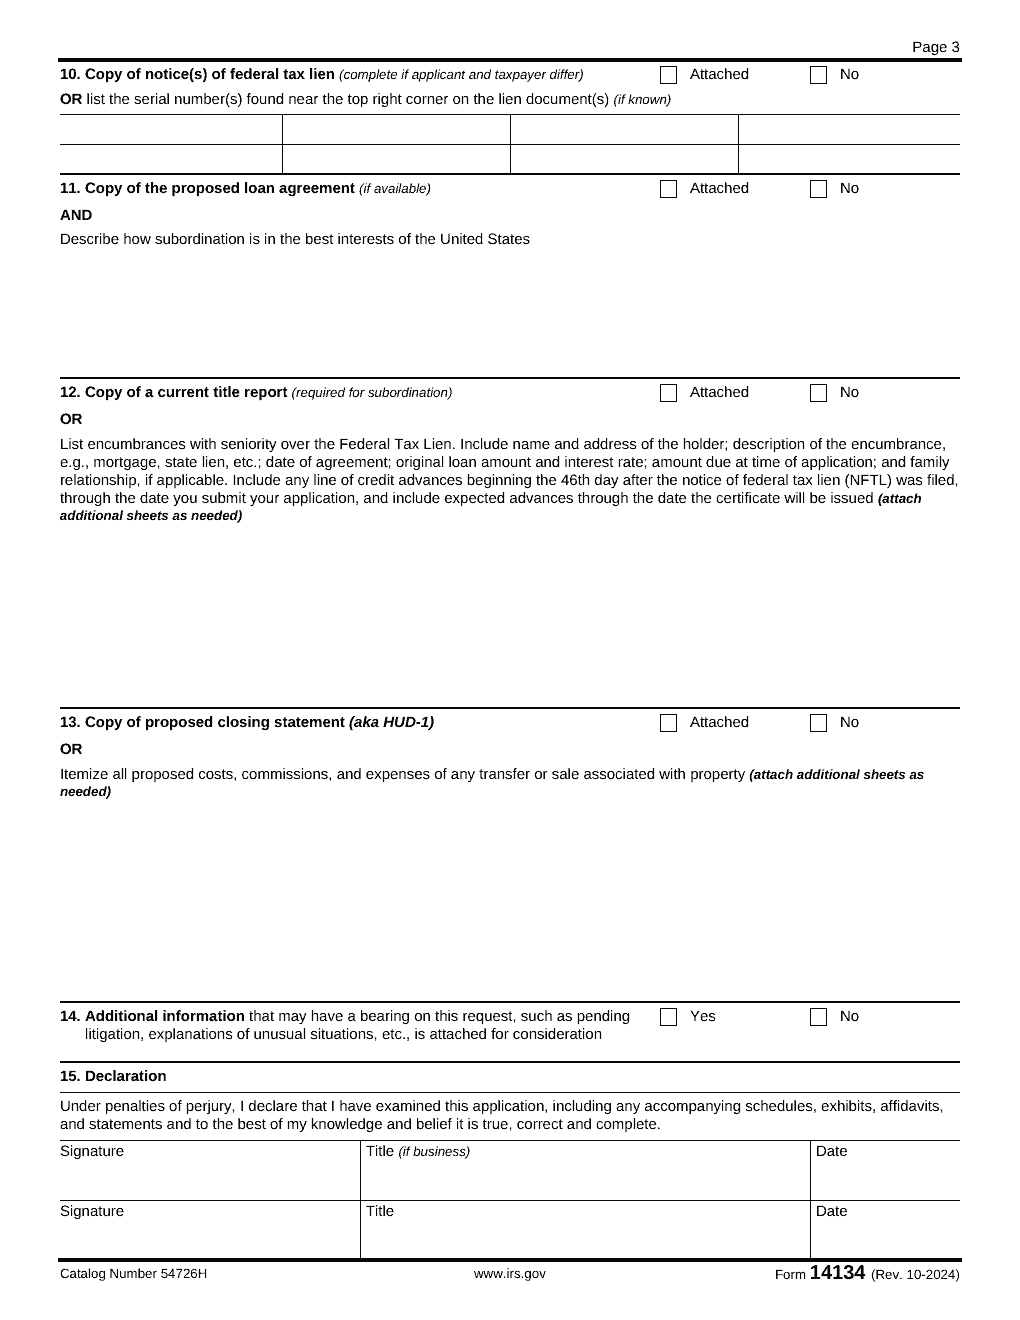 Page 3
10. Copy of notice(s) of federal tax lien (complete if applicant and taxpayer differ) Attached No
OR list the serial number(s) found near the top right corner on the lien document(s) (if known)
11. Copy of the proposed loan agreement (if available) Attached No
AND
Describe how subordination is in the best interests of the United States
12. Copy of a current title report (required for subordination) Attached No
OR
List encumbrances with seniority over the Federal Tax Lien. Include name and address of the holder; description of the encumbrance,
e.g., mortgage, state lien, etc.; date of agreement; original loan amount and interest rate; amount due at time of application; and family
relationship, if applicable. Include any line of credit advances beginning the 46th day after the notice of federal tax lien (NFTL) was filed,
through the date you submit your application, and include expected advances through the date the certificate will be issued (attach
additional sheets as needed)
13. Copy of proposed closing statement (aka HUD-1) Attached No
OR
Itemize all proposed costs, commissions, and expenses of any transfer or sale associated with property (attach additional sheets as
needed)
14. Additional information that may have a bearing on this request, such as pending Yes No
litigation, explanations of unusual situations, etc., is attached for consideration
15. Declaration
Under penalties of perjury, I declare that I have examined this application, including any accompanying schedules, exhibits, affidavits,
and statements and to the best of my knowledge and belief it is true, correct and complete.
Signature Title (if business) Date
Signature Title Date
Catalog Number 54726H www.irs.gov Form 14134 (Rev. 10-2024)